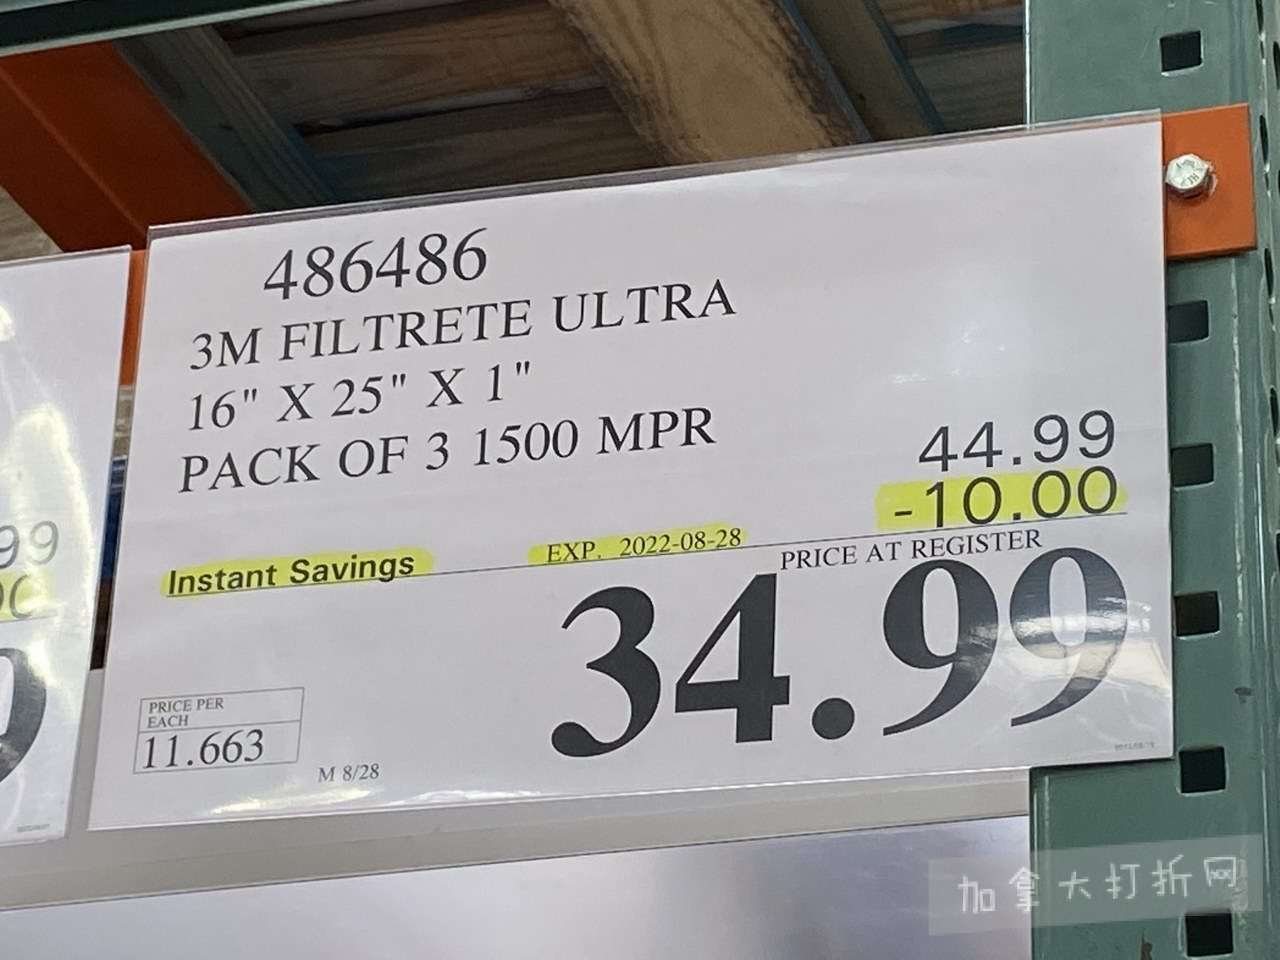 486486
3M FILTRETE ULTRA
16" X 25" X 1"
PACK OF 3 1500 MPR
44.99
-10.00
Instant Savings
EXP. 2022-08-28
PRICE AT REGISTER
34.99
PRICE PER
EACH
11.663
M 8/28
99
加拿大打折网